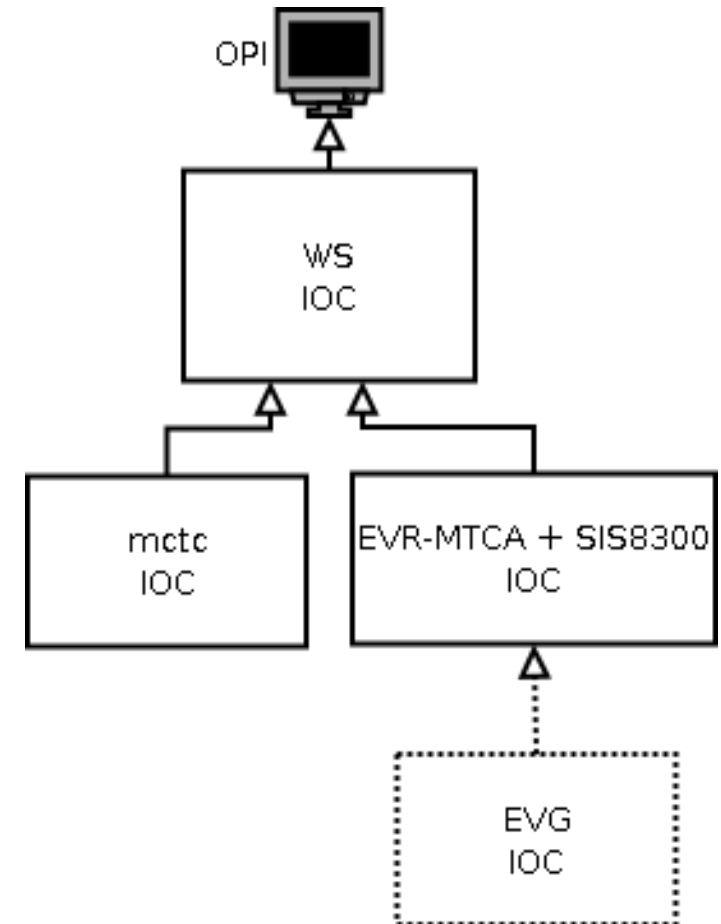 OPI
WS
IOC
mctc
IOC
EVR-MTCA + SIS8300
IOC
EVG
IOC